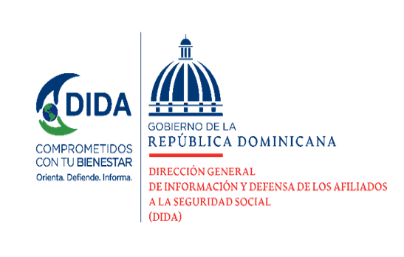 DIDA
COMPROMETIDOS
CON TU BIENESTAR
Orienta. Defiende. Informa.
GOBIERNO DE LA
REPÚBLICA DOMINICANA
DIRECCIÓN GENERAL
DE INFORMACIÓN Y DEFENSA DE LOS AFILIADOS
A LA SEGURIDAD SOCIAL
(DIDA)